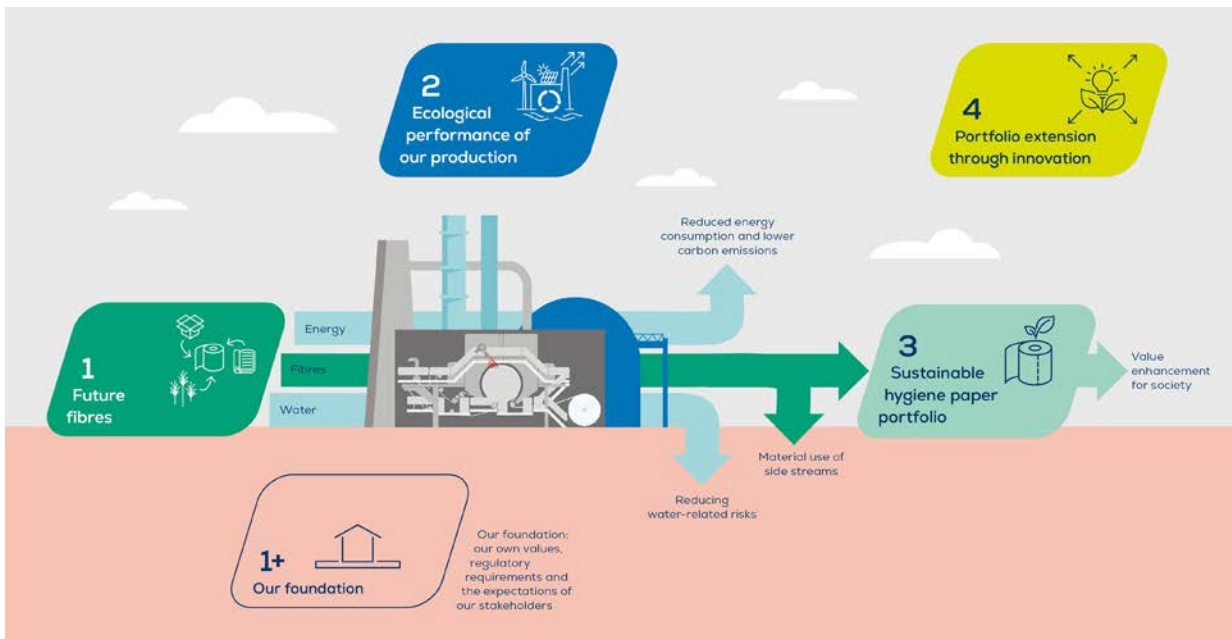 2
Ecological
performance of
our production
4
Portfolio extension
through innovation
Reduced energy
consumption and lower
carbon emissions
1
Future
fibres
Energy
Fibres
Water
3
Sustainable
hygiene paper
portfolio
Value
enhancement
for society
Material use of
side streams
Reducing
water-related risks
1+
Our foundation
Our foundation:
our own values,
regulatory
requirements and
the expectations of
our stakeholders